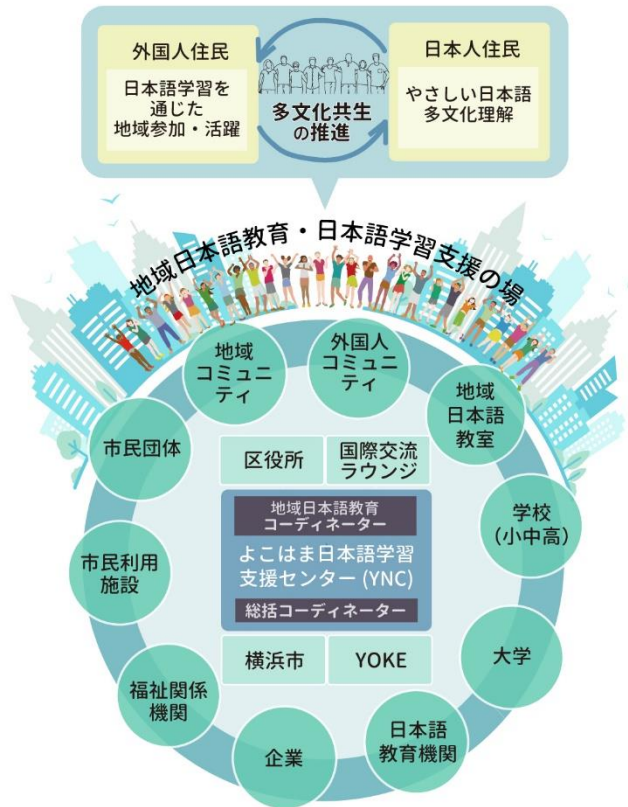 外国人住民
日本語学習を
通じた
地域参加・活躍
多文化共生
の推進
日本人住民
やさしい日本語
多文化理解
地域日本語教育・日本語学習支援の場
地域
コミュニ
ティ
外国人
コミュニ
ティ
地域
日本語
教室
市民団体
学校
(小中高)
市民利用
施設
大学
福祉関係
機関
企業
日本語
教育機関
区役所
国際交流
ラウンジ
地域日本語教育
コーディネーター
よこはま日本語学習
支援センター (YNC)
総括コーディネーター
横浜市
YOKE